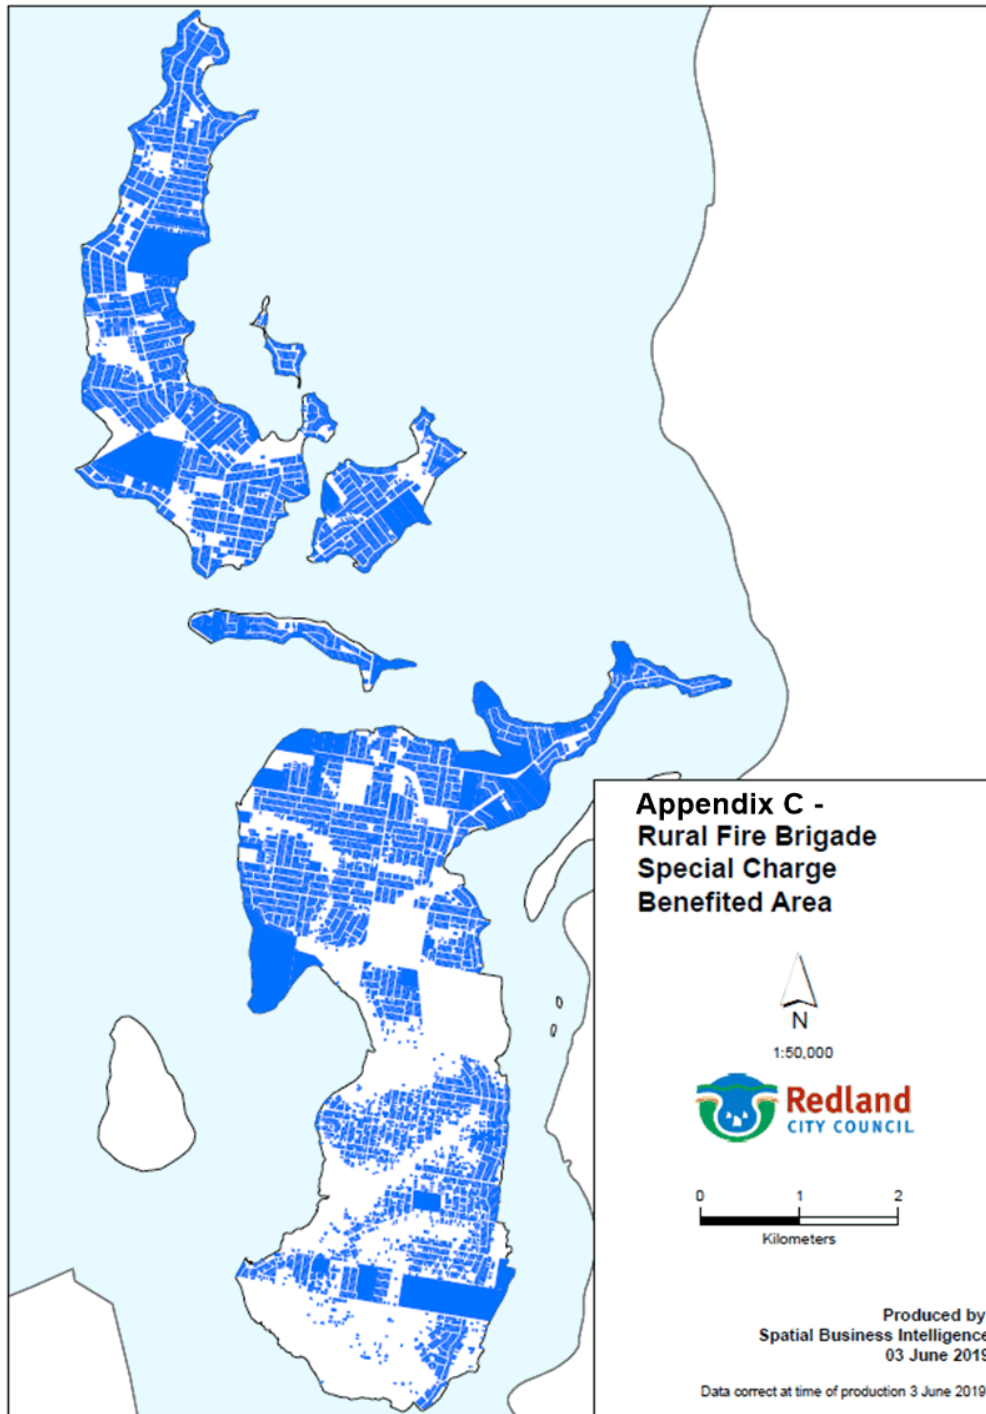 Appendix C -
Rural Fire Brigade
Special Charge
Benefited Area
N
1:50,000
Redland
CITY COUNCIL
0 1 2
Kilometers
Produced by
Spatial Business Intelligence
03 June 2019
Data correct at time of production 3 June 2019